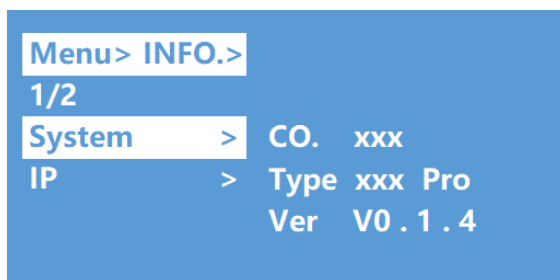 Menu> INFO.>
1/2
System > CO. xxx
IP > Type xxx Pro
Ver V0 . 1 . 4